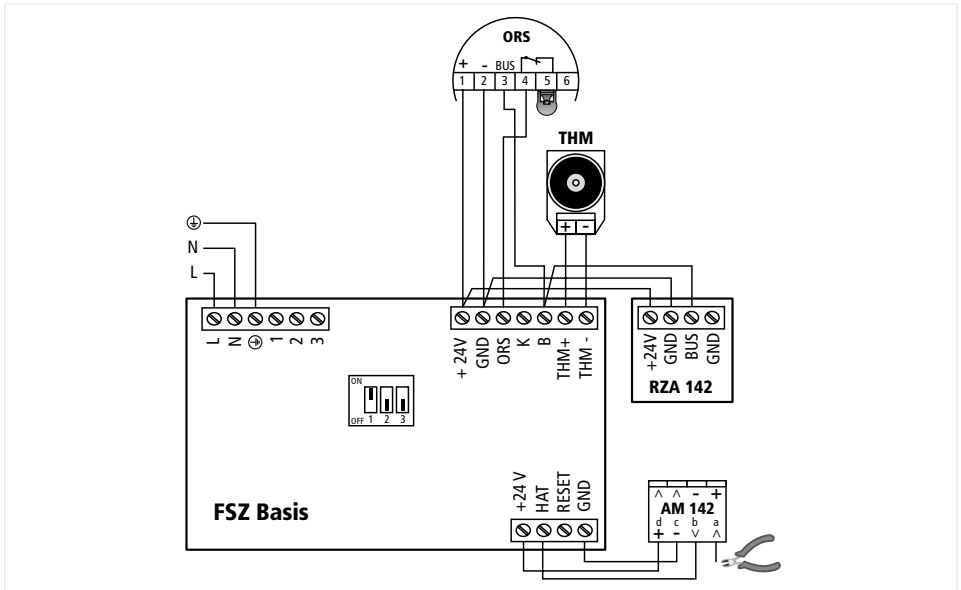 ORS
+ - BUS
1 2 3 4 5 6
THM
+ -
N
L
L N 1 2 3
+ 24V GND ORS K B THM+ THM -
+24V GND BUS GND
RZA 142
ON
OFF 1 2 3
FSZ Basis
+24 V HAT RESET GND
- +
AM 142
d c b a
+ -